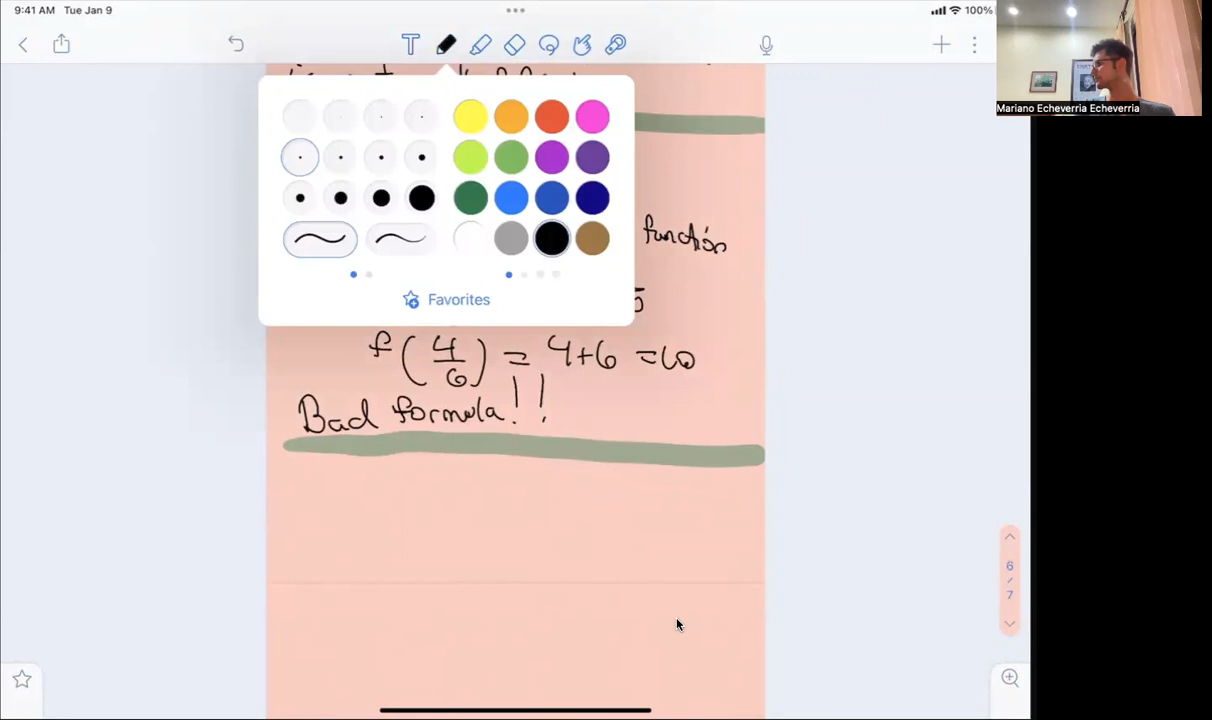 9:41 AM Tue Jan 9
100%
T
Mariano Echeverria Echeverria
función
5
Favorites
f(4/6) = 4+6 =10
Bad formula!!
6
/
7